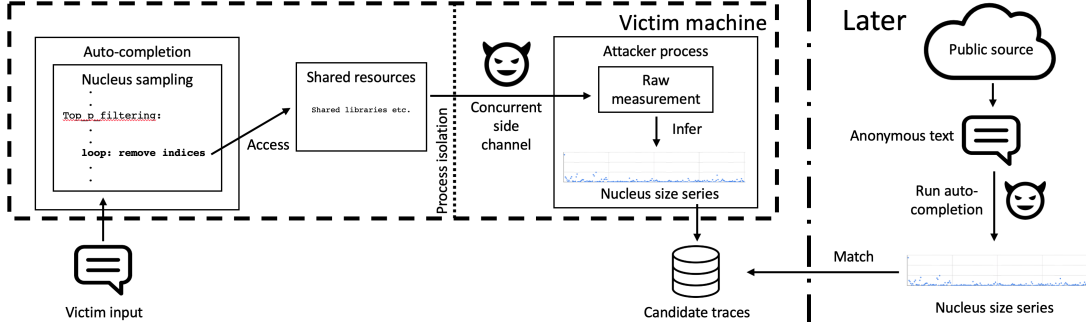 Victim machine
Auto-completion
Nucleus sampling
.
.
Top_p_filtering:
.
.
loop: remove indices
.
.
Access
Shared resources
Shared libraries etc.
Process isolation
Concurrent
side
channel
Attacker process
Raw
measurement
Infer
Nucleus size series
Victim input
Candidate traces
Later
Public source
Anonymous text
Run auto-
completion
Match
Nucleus size series